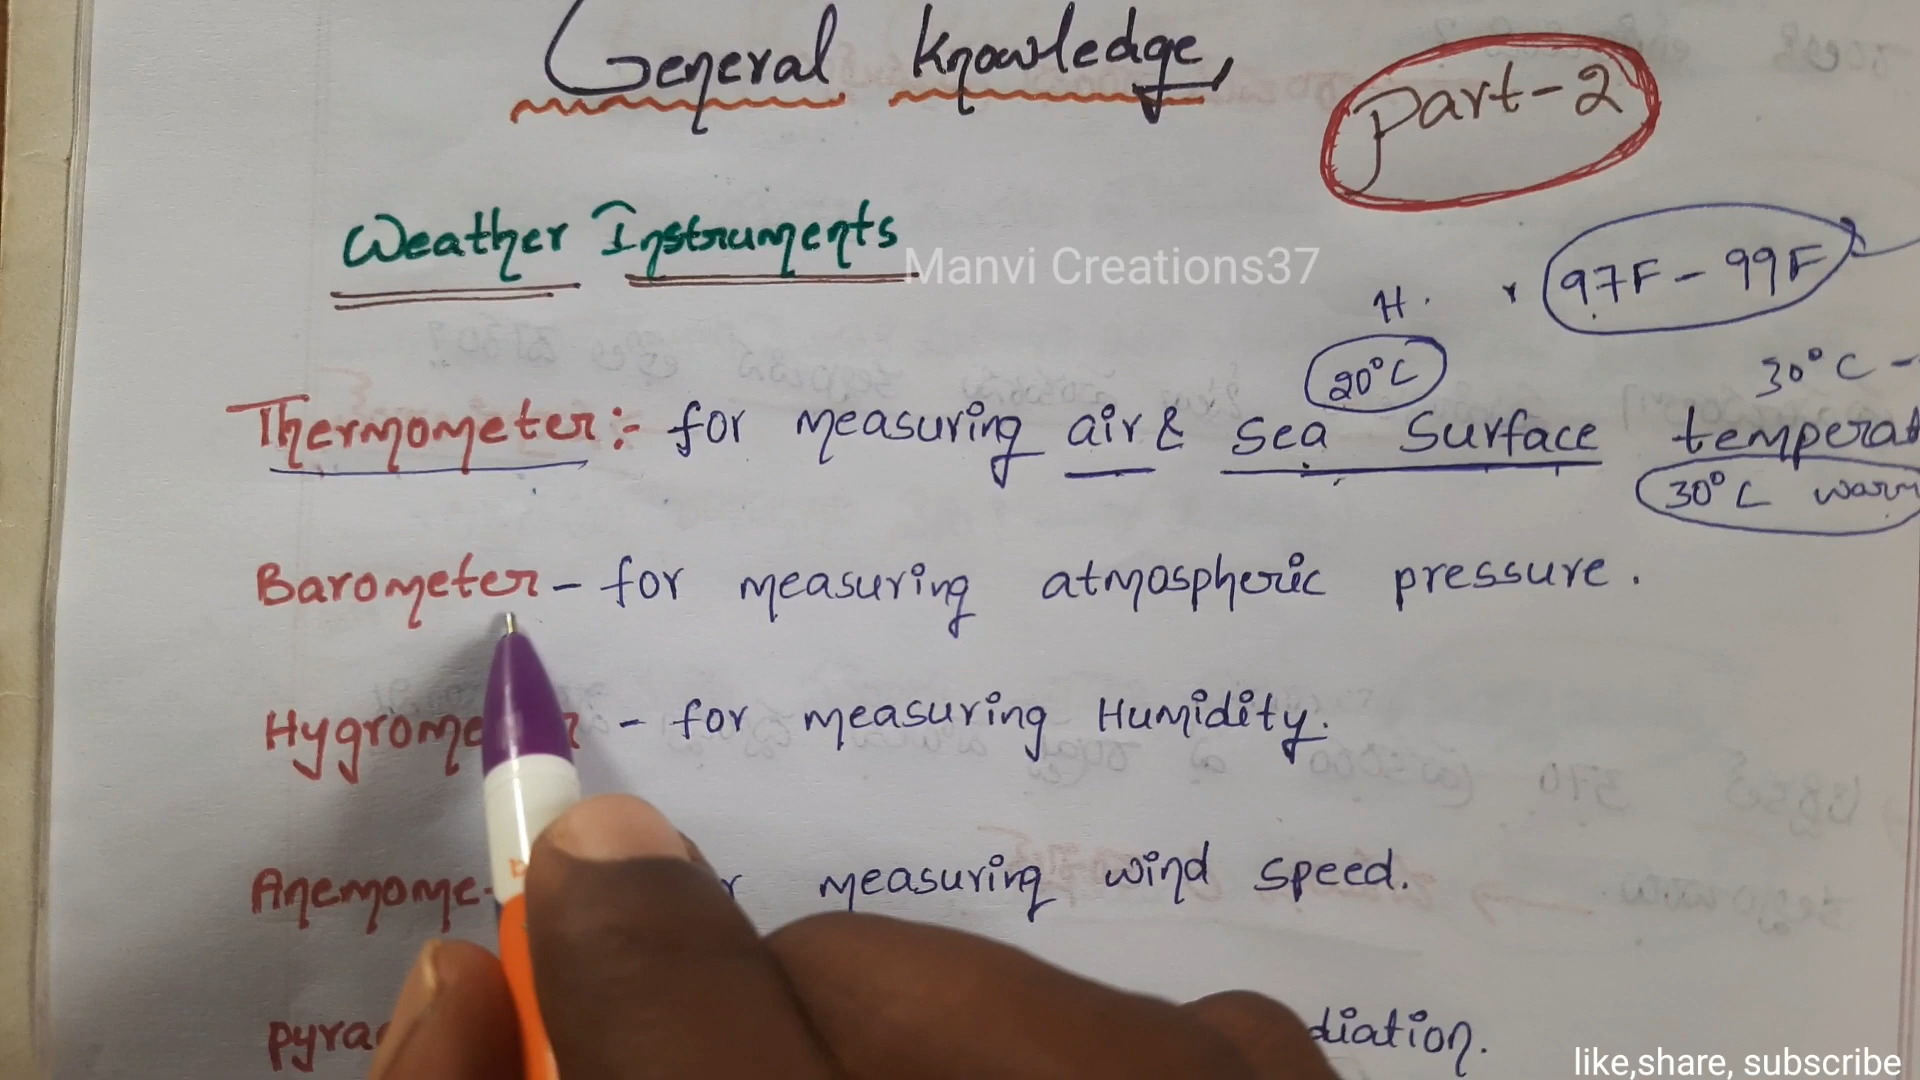 General Knowledge,
Part-2
Weather Instruments
Manvi Creations37
H.
97F - 99F
20°C
30°C -
Thermometer:- for measuring air & sea surface temperat
30°C warm
Barometer - for measuring atmospheric pressure.
Hygrome r - for measuring Humidity.
Anemome r measuring wind speed.
pyra diation.
like,share, subscribe